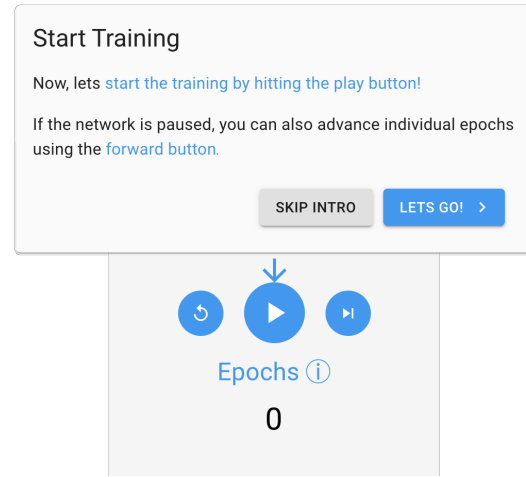 Start Training
Now, lets start the training by hitting the play button!
If the network is paused, you can also advance individual epochs
using the forward button.
SKIP INTRO
LETS GO!
Epochs
0